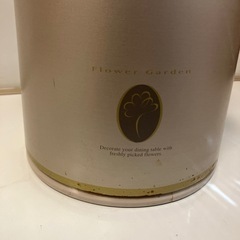 Flower Garden
Decorate your dining table with
freshly picked flowers